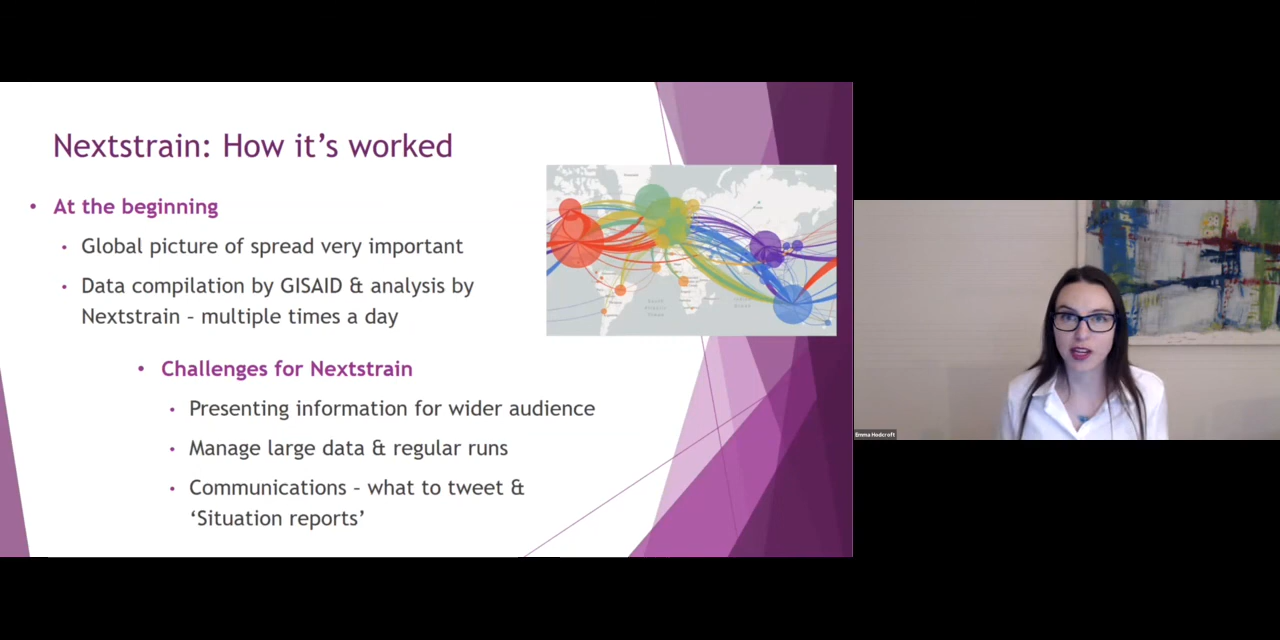 Nextstrain: How it's worked
• At the beginning
• Global picture of spread very important
• Data compilation by GISAID & analysis by
Nextstrain – multiple times a day
• Challenges for Nextstrain
• Presenting information for wider audience
• Manage large data & regular runs
• Communications – what to tweet &
‘Situation reports’
Emma Hodcroft